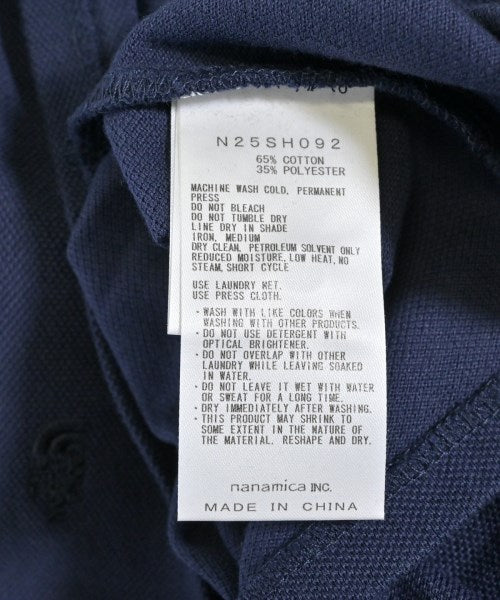 N25SH092
65% COTTON
35% POLYESTER
MACHINE WASH COLD, PERMANENT
PRESS
DO NOT BLEACH
DO NOT TUMBLE DRY
LINE DRY IN SHADE
IRON, MEDIUM
DRY CLEAN, PETROLEUM SOLVENT ONLY
REDUCED MOISTURE, LOW HEAT, NO
STEAM, SHORT CYCLE
USE LAUNDRY NET.
USE PRESS CLOTH.
・WASH WITH LIKE COLORS WHEN
WASHING WITH OTHER PRODUCTS.
・DO NOT USE DETERGENT WITH
OPTICAL BRIGHTENER.
・DO NOT OVERLAP WITH OTHER
LAUNDRY WHILE LEAVING SOAKED
IN WATER.
・DO NOT LEAVE IT WET WITH WATER
OR SWEAT FOR A LONG TIME.
・DRY IMMEDIATELY AFTER WASHING.
・THIS PRODUCT MAY SHRINK TO
SOME EXTENT IN THE NATURE OF
THE MATERIAL. RESHAPE AND DRY.
nanamica INC.
MADE IN CHINA